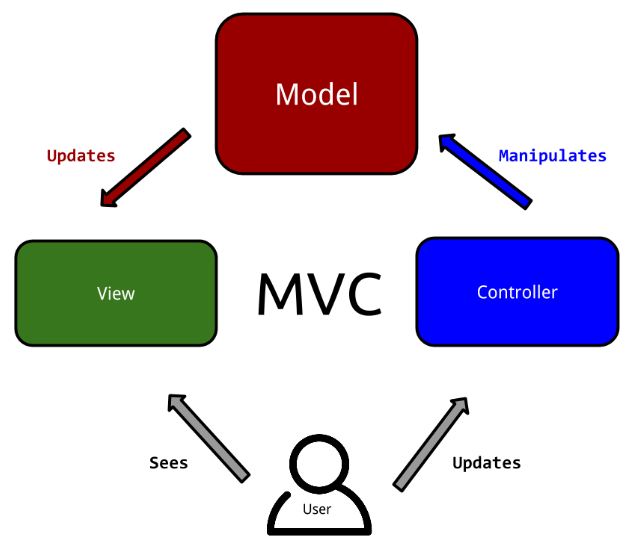 Model
Updates
Manipulates
View
MVC
Controller
Sees
Updates
User